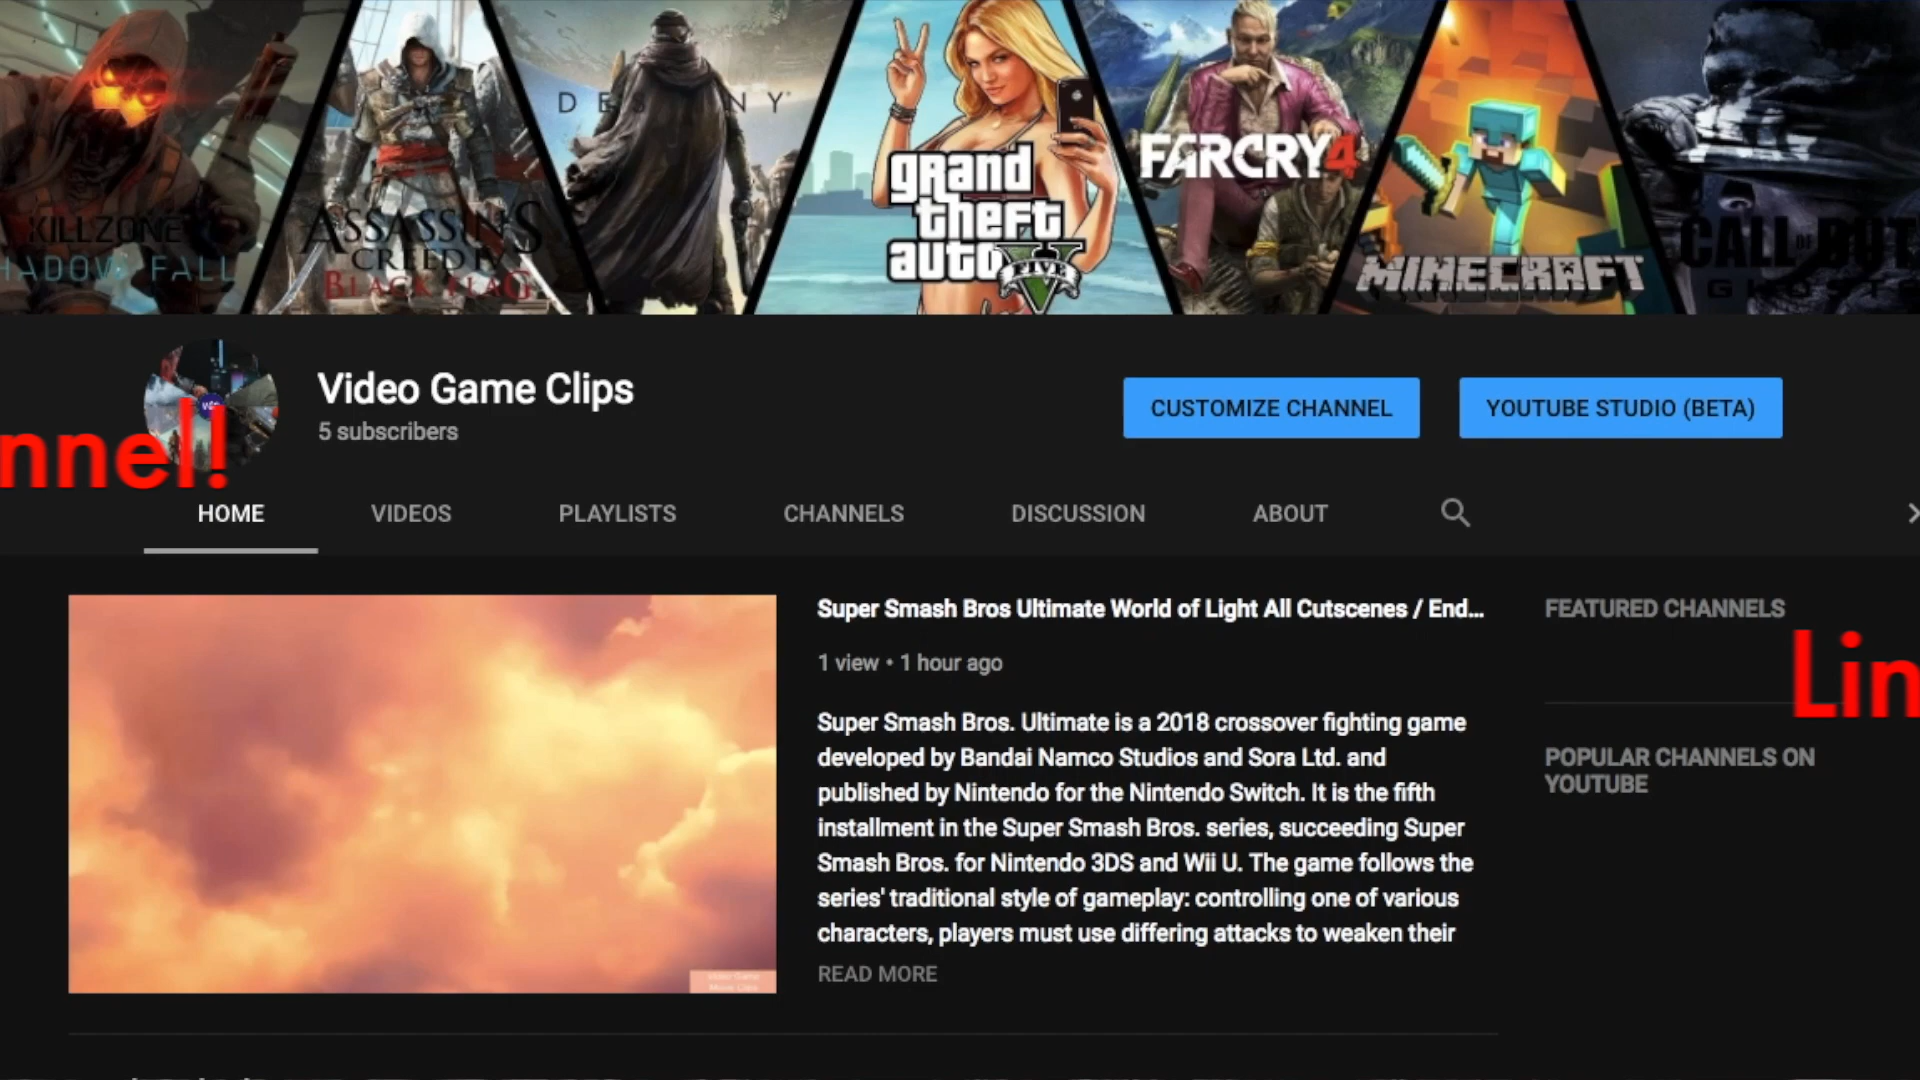 DESTINY
grand
theft
auto
FIVE
FARCRY4
KILLZONE
SHADOW FALL
ASSASSIN'S
CREED IV
BLACK FLAG
MINECRAFT
CALL OF DUTY
GHOSTS
Video Game Clips
5 subscribers
CUSTOMIZE CHANNEL
YOUTUBE STUDIO (BETA)
nnel!
HOME
VIDEOS
PLAYLISTS
CHANNELS
DISCUSSION
ABOUT
Super Smash Bros Ultimate World of Light All Cutscenes / End...
1 view • 1 hour ago
Super Smash Bros. Ultimate is a 2018 crossover fighting game
developed by Bandai Namco Studios and Sora Ltd. and
published by Nintendo for the Nintendo Switch. It is the fifth
installment in the Super Smash Bros. series, succeeding Super
Smash Bros. for Nintendo 3DS and Wii U. The game follows the
series' traditional style of gameplay: controlling one of various
characters, players must use differing attacks to weaken their
READ MORE
Video Game
Movie Clips
FEATURED CHANNELS
Lin
POPULAR CHANNELS ON
YOUTUBE